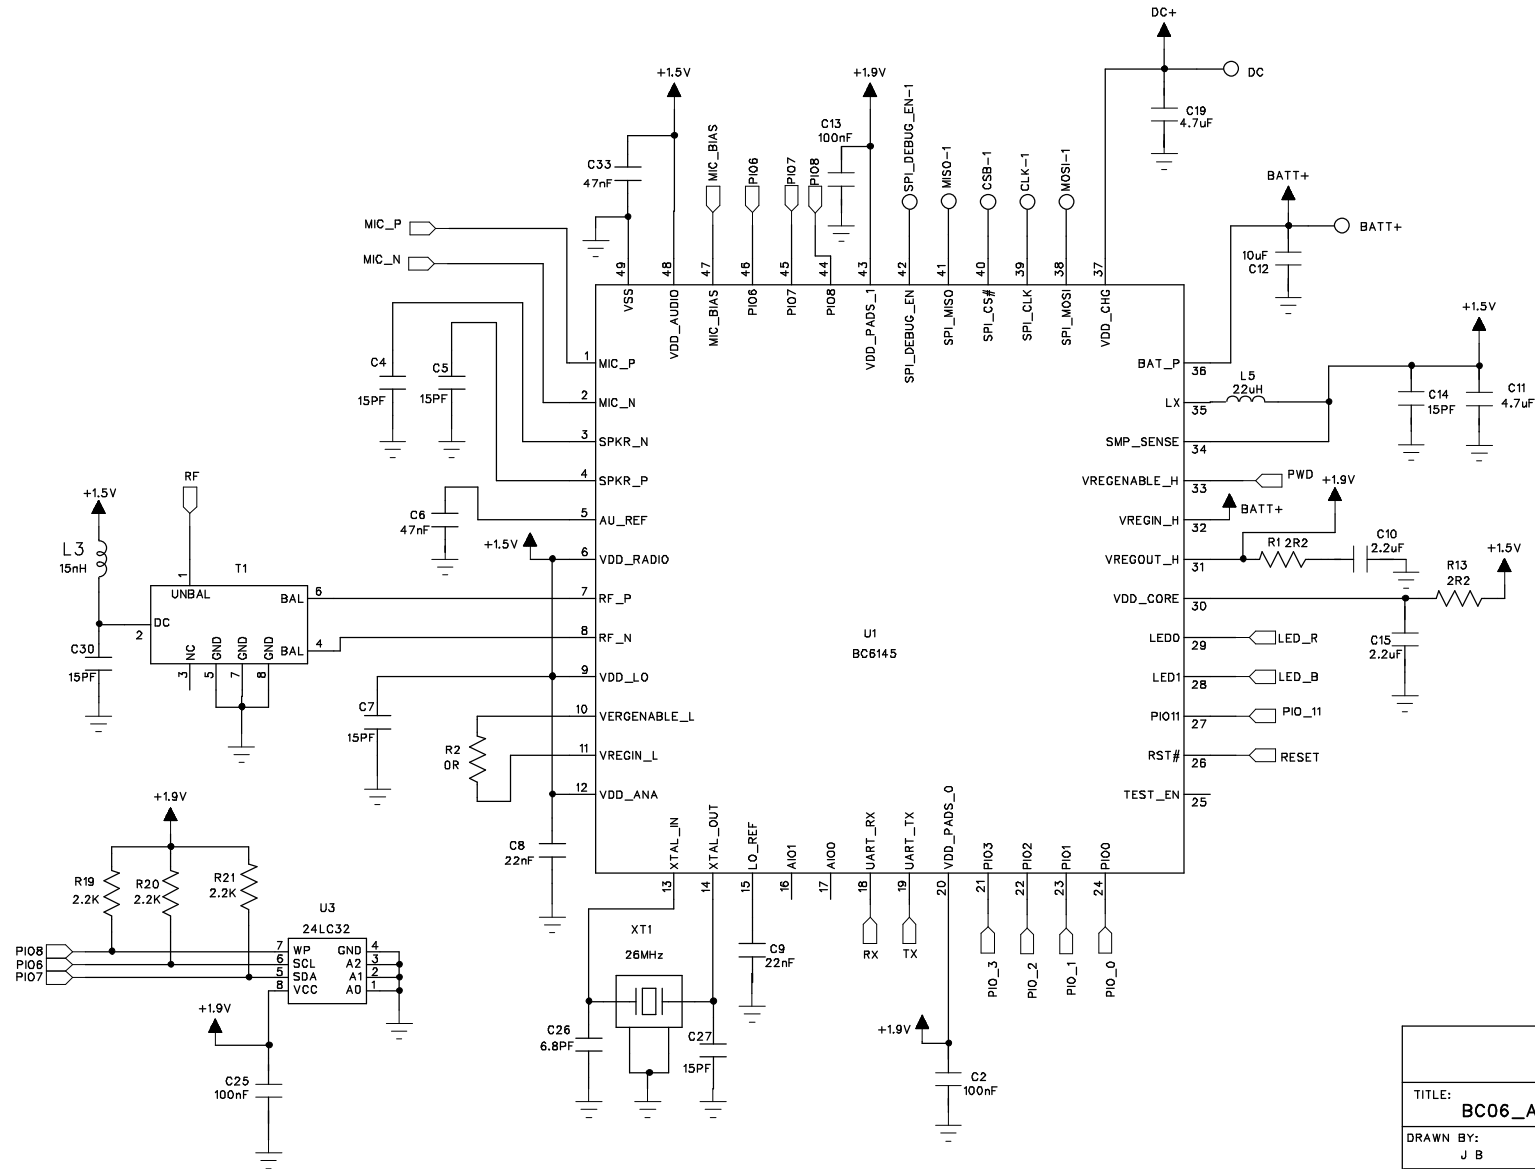 DC+
DC
C19
4.7uF
+1.5V
+1.9V
C33
47nF
C13
100nF
MIC_BIAS
PIO6
PIO7
PIO8
SPI_DEBUG_EN-1
MISO-1
CSB-1
CLK-1
MOSI-1
BATT+
BATT+
10uF
C12
MIC_P
MIC_N
49
48
47
46
45
44
43
42
41
40
39
38
37
VSS
VDD_AUDIO
MIC_BIAS
PIO6
PIO7
PIO8
VDD_PADS_1
SPI_DEBUG_EN
SPI_MISO
SPI_CS#
SPI_CLK
SPI_MOSI
VDD_CHG
C4
15PF
C5
15PF
1 MIC_P
2 MIC_N
3 SPKR_N
4 SPKR_P
5 AU_REF
6 VDD_RADIO
7 RF_P
8 RF_N
9 VDD_LO
10 VERGENABLE_L
11 VREGIN_L
12 VDD_ANA
BAT_P 36
LX 35
SMP_SENSE 34
VREGENABLE_H 33
VREGIN_H 32
VREGOUT_H 31
VDD_CORE 30
LED0 29
LED1 28
PIO11 27
RST# 26
TEST_EN 25
U1
BC6145
L5
22uH
+1.5V
C14
15PF
C11
4.7uF
PWD
+1.9V
BATT+
R1 2R2
C10
2.2uF
R13
2R2
+1.5V
C15
2.2uF
LED_R
LED_B
PIO_11
RESET
C6
47nF
+1.5V
RF
+1.5V
L3
15nH
T1
1
UNBAL
BAL 6
DC
2
BAL 4
NC
GND
GND
GND
3
5
7
8
C30
15PF
C7
15PF
R2
0R
C8
22nF
XTAL_IN
XTAL_OUT
LO_REF
AIO1
AIO0
UART_RX
UART_TX
VDD_PADS_0
PIO3
PIO2
PIO1
PIO0
13
14
15
16
17
18
19
20
21
22
23
24
RX
TX
PIO_3
PIO_2
PIO_1
PIO_0
XT1
26MHz
C9
22nF
C26
6.8PF
C27
15PF
+1.9V
C2
100nF
+1.9V
R19
2.2K
R20
2.2K
R21
2.2K
U3
24LC32
PIO8
PIO6
PIO7
7 WP GND 4
6 SCL A2 3
5 SDA A1 2
8 VCC A0 1
+1.9V
C25
100nF
TITLE:
BC06_A
DRAWN BY:
J B